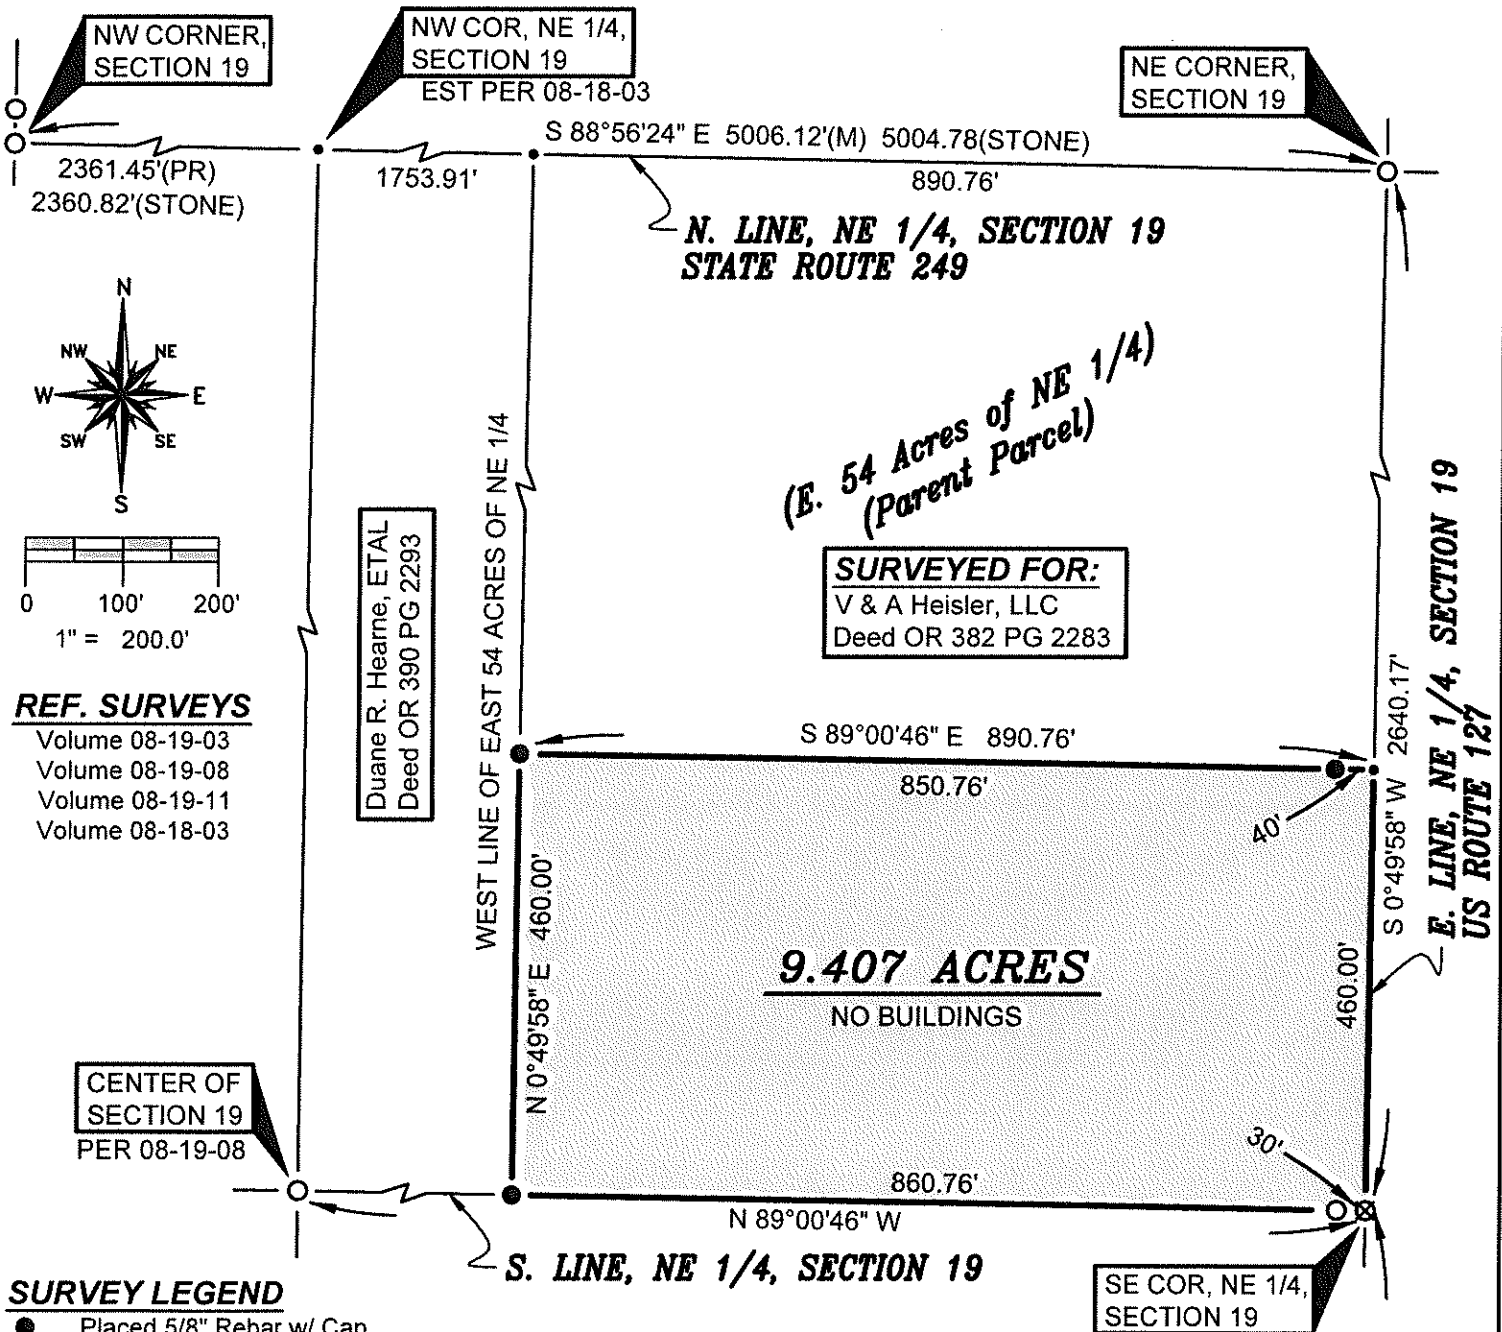 NW CORNER,
SECTION 19
NW COR, NE 1/4,
SECTION 19
EST PER 08-18-03
NE CORNER,
SECTION 19
S 88°56'24" E 5006.12'(M) 5004.78(STONE)
2361.45'(PR)
2360.82'(STONE)
1753.91'
890.76'
N. LINE, NE 1/4, SECTION 19
STATE ROUTE 249
N
NW
NE
W
E
SW
SE
S
0 100' 200'
1" = 200.0'
REF. SURVEYS
Volume 08-19-03
Volume 08-19-08
Volume 08-19-11
Volume 08-18-03
Duane R. Hearne, ETAL
Deed OR 390 PG 2293
WEST LINE OF EAST 54 ACRES OF NE 1/4
(E. 54 Acres of NE 1/4)
(Parent Parcel)
SURVEYED FOR:
V & A Heisler, LLC
Deed OR 382 PG 2283
S 0°49'58" W 2640.17'
E. LINE, NE 1/4, SECTION 19
US ROUTE 127
S 89°00'46" E 890.76'
850.76'
40'
N 0°49'58" E 460.00'
460.00'
9.407 ACRES
NO BUILDINGS
CENTER OF
SECTION 19
PER 08-19-08
30'
860.76'
N 89°00'46" W
S. LINE, NE 1/4, SECTION 19
SE COR, NE 1/4,
SECTION 19
SURVEY LEGEND
Placed 5/8" Rebar w/ Cap